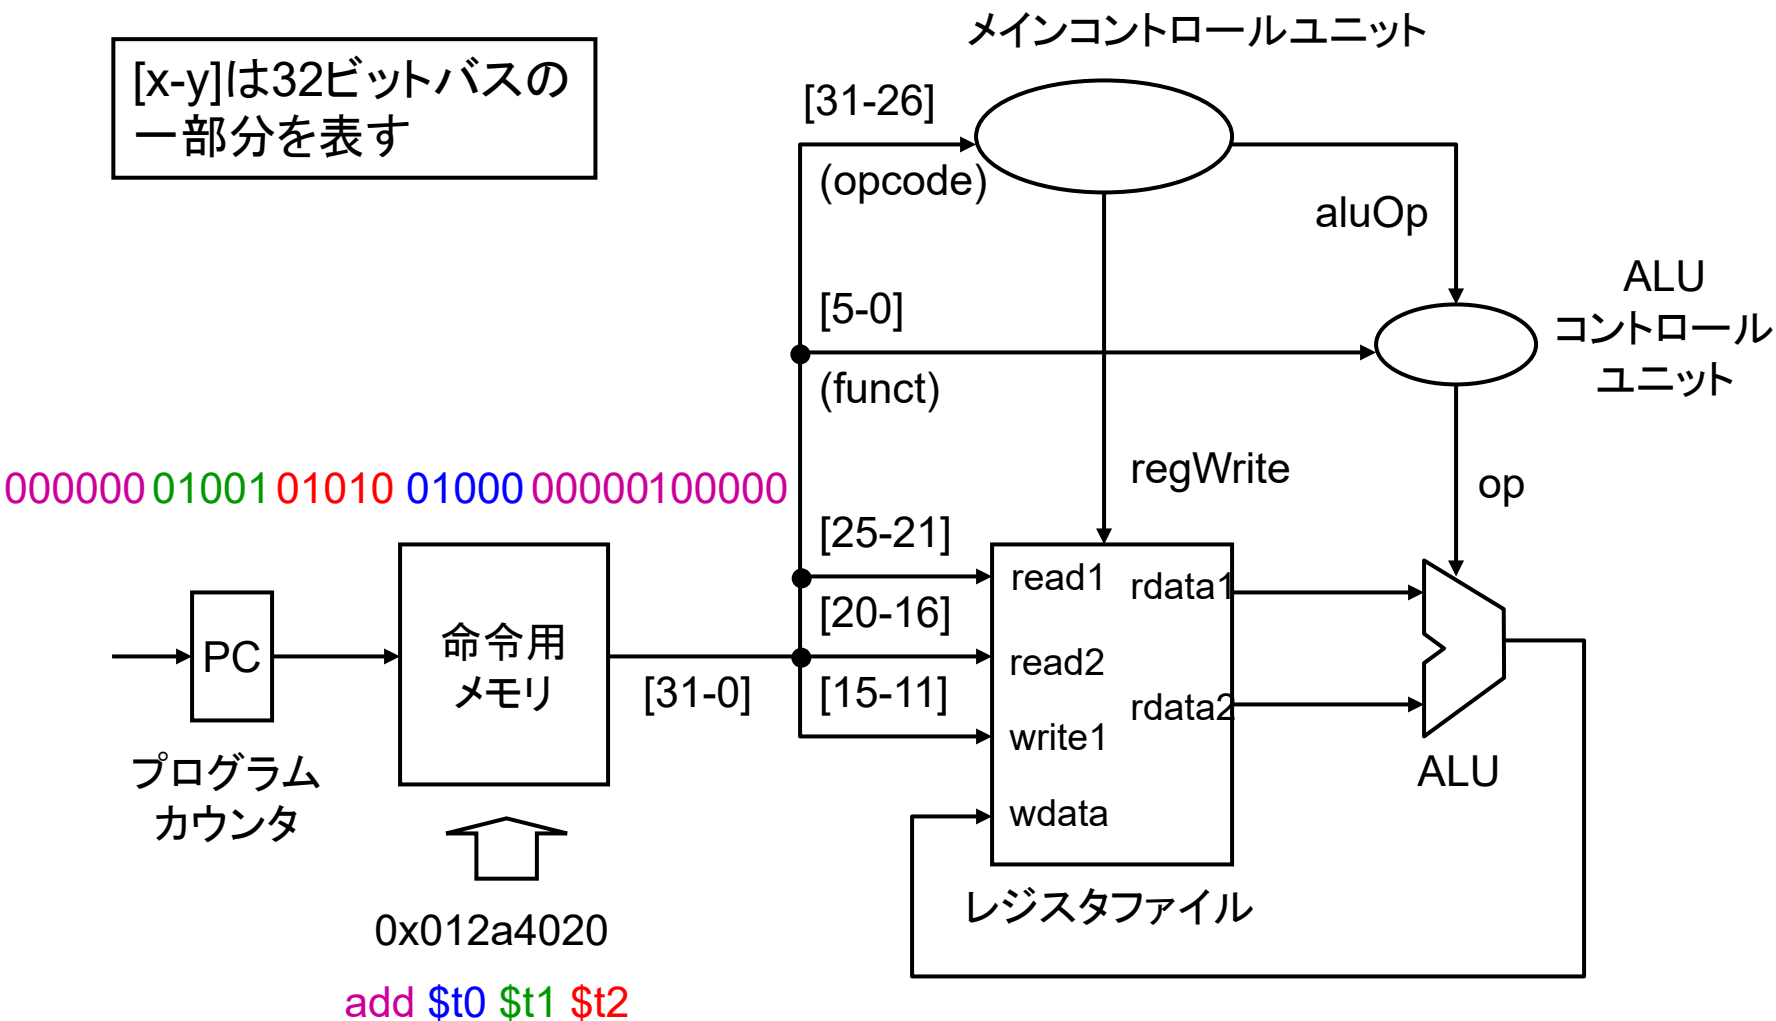 メインコントロールユニット
[x-y]は32ビットバスの
一部分を表す
[31-26]
(opcode)
aluOp
ALU
コントロール
ユニット
[5-0]
(funct)
regWrite
op
000000 01001 01010 01000 00000100000
[25-21]
read1
rdata1
[20-16]
PC
命令用
メモリ
read2
[31-0]
[15-11]
rdata2
write1
ALU
プログラム
カウンタ
wdata
レジスタファイル
0x012a4020
add $t0 $t1 $t2